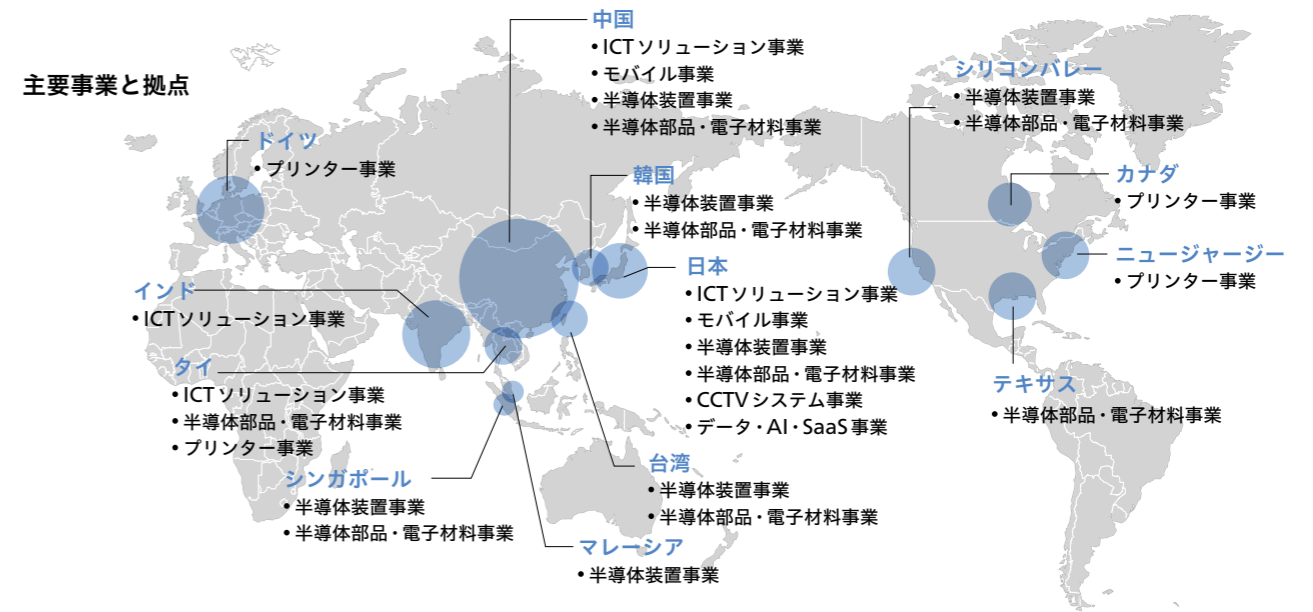 主要事業と拠点
中国
• ICTソリューション事業
• モバイル事業
• 半導体装置事業
• 半導体部品・電子材料事業
シリコンバレー
• 半導体装置事業
• 半導体部品・電子材料事業
ドイツ
• プリンター事業
韓国
• 半導体装置事業
• 半導体部品・電子材料事業
カナダ
• プリンター事業
ニュージャージー
• プリンター事業
日本
• ICTソリューション事業
• モバイル事業
• 半導体装置事業
• 半導体部品・電子材料事業
• CCTVシステム事業
• データ・AI・SaaS事業
インド
• ICTソリューション事業
タイ
• ICTソリューション事業
• 半導体部品・電子材料事業
• プリンター事業
テキサス
• 半導体部品・電子材料事業
シンガポール
• 半導体装置事業
• 半導体部品・電子材料事業
台湾
• 半導体装置事業
• 半導体部品・電子材料事業
マレーシア
• 半導体装置事業